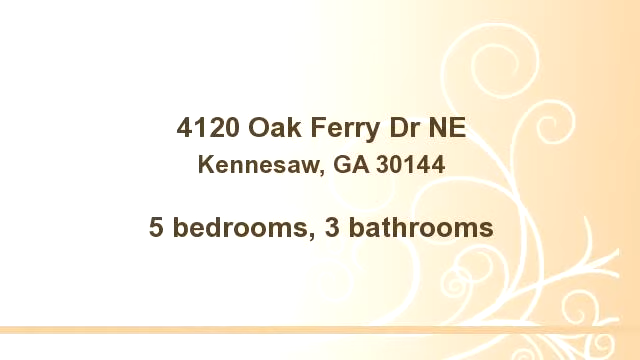 4120 Oak Ferry Dr NE
Kennesaw, GA 30144
5 bedrooms, 3 bathrooms